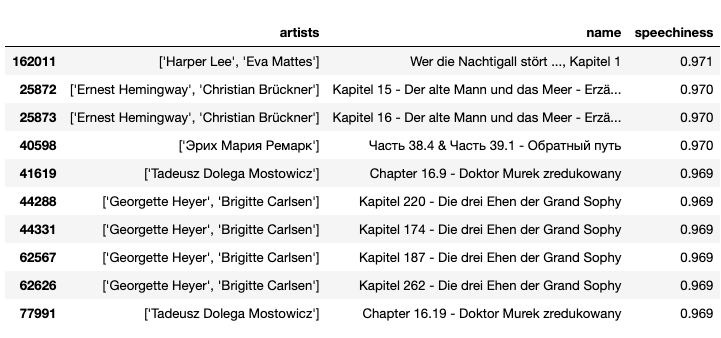 artists name speechiness
162011 ['Harper Lee', 'Eva Mattes'] Wer die Nachtigall stört ..., Kapitel 1 0.971
25872 ['Ernest Hemingway', 'Christian Brückner'] Kapitel 15 - Der alte Mann und das Meer - Erzä... 0.970
25873 ['Ernest Hemingway', 'Christian Brückner'] Kapitel 16 - Der alte Mann und das Meer - Erzä... 0.970
40598 ['Эрих Мария Ремарк'] Часть 38.4 & Часть 39.1 - Обратный путь 0.970
41619 ['Tadeusz Dolega Mostowicz'] Chapter 16.9 - Doktor Murek zredukowany 0.969
44288 ['Georgette Heyer', 'Brigitte Carlsen'] Kapitel 220 - Die drei Ehen der Grand Sophy 0.969
44331 ['Georgette Heyer', 'Brigitte Carlsen'] Kapitel 174 - Die drei Ehen der Grand Sophy 0.969
62567 ['Georgette Heyer', 'Brigitte Carlsen'] Kapitel 187 - Die drei Ehen der Grand Sophy 0.969
62626 ['Georgette Heyer', 'Brigitte Carlsen'] Kapitel 262 - Die drei Ehen der Grand Sophy 0.969
77991 ['Tadeusz Dolega Mostowicz'] Chapter 16.19 - Doktor Murek zredukowany 0.969